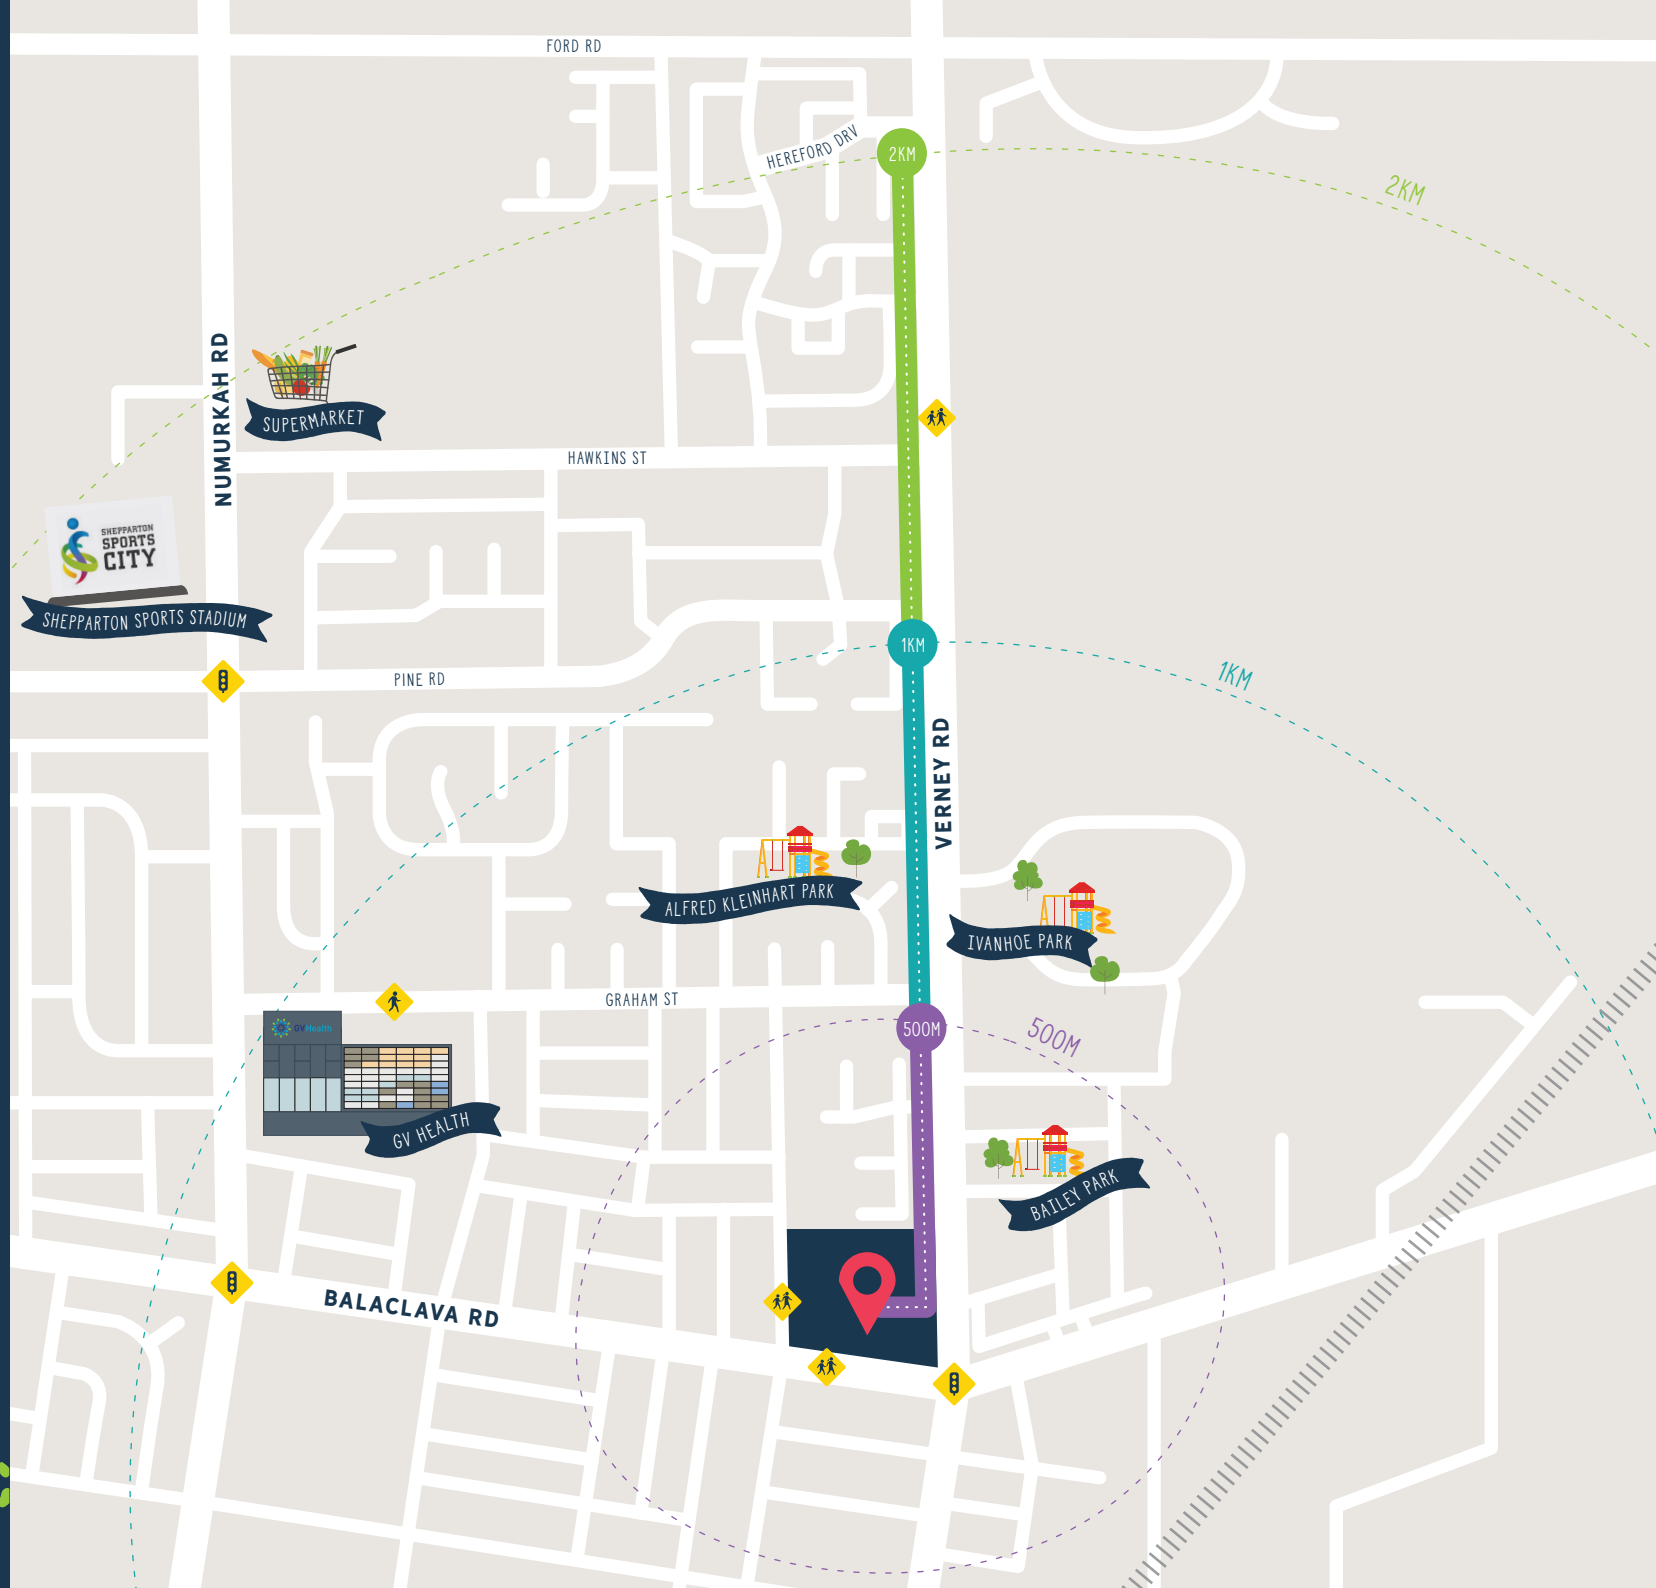 FORD RD
HEREFORD DRV
2KM
2KM
NUMURKAH RD
SUPERMARKET
HAWKINS ST
SHEPPARTON
SPORTS
CITY
SHEPPARTON SPORTS STADIUM
1KM
1KM
PINE RD
VERNEY RD
ALFRED KLEINHART PARK
IVANHOE PARK
GRAHAM ST
500M
500M
GV Health
GV HEALTH
BAILEY PARK
BALACLAVA RD